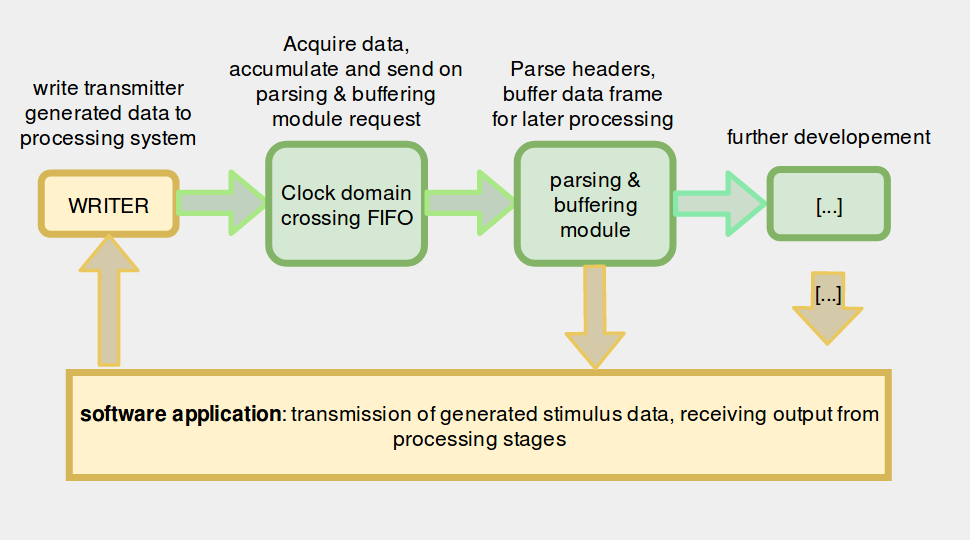 Acquire data,
accumulate and send on
parsing & buffering
module request
Parse headers,
buffer data frame
for later processing
write transmitter
generated data to
processing system
further developement
WRITER
Clock domain
crossing FIFO
parsing &
buffering
module
[...]
[...]
software application: transmission of generated stimulus data, receiving output from
processing stages